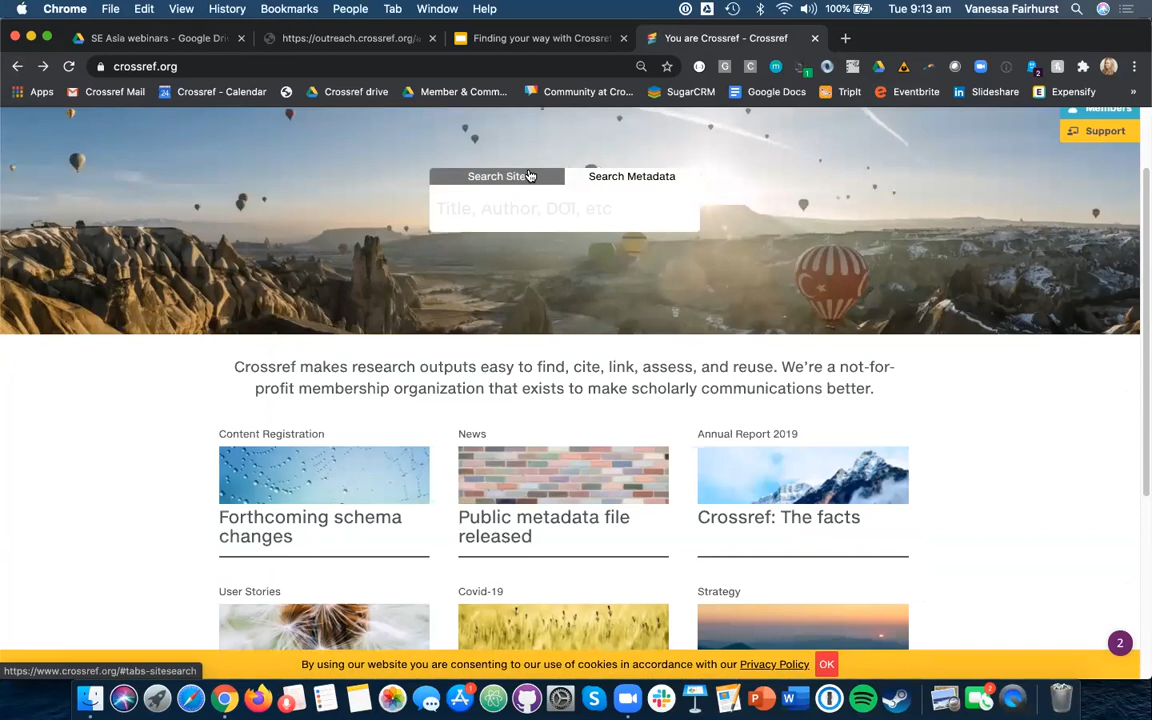 Chrome File Edit View History Bookmarks People Tab Window Help 100% Tue 9:13 am Vanessa Fairhurst
SE Asia webinars - Google Dri
https://outreach.crossref.org/a
Finding your way with Crossref
You are Crossref - Crossref
crossref.org
Apps Crossref Mail Crossref - Calendar Crossref drive Member & Comm... Community at Cro... SugarCRM Google Docs TripIt Eventbrite Slideshare Expensify »
Members
Support
Search Site Search Metadata
Title, Author, DOI, etc
Crossref makes research outputs easy to find, cite, link, assess, and reuse. We're a not-for-
profit membership organization that exists to make scholarly communications better.
Content Registration
Forthcoming schema
changes
News
Public metadata file
released
Annual Report 2019
Crossref: The facts
User Stories
Covid-19
Strategy
2
By using our website you are consenting to our use of cookies in accordance with our Privacy Policy OK
https://www.crossref.org/#tabs-sitesearch